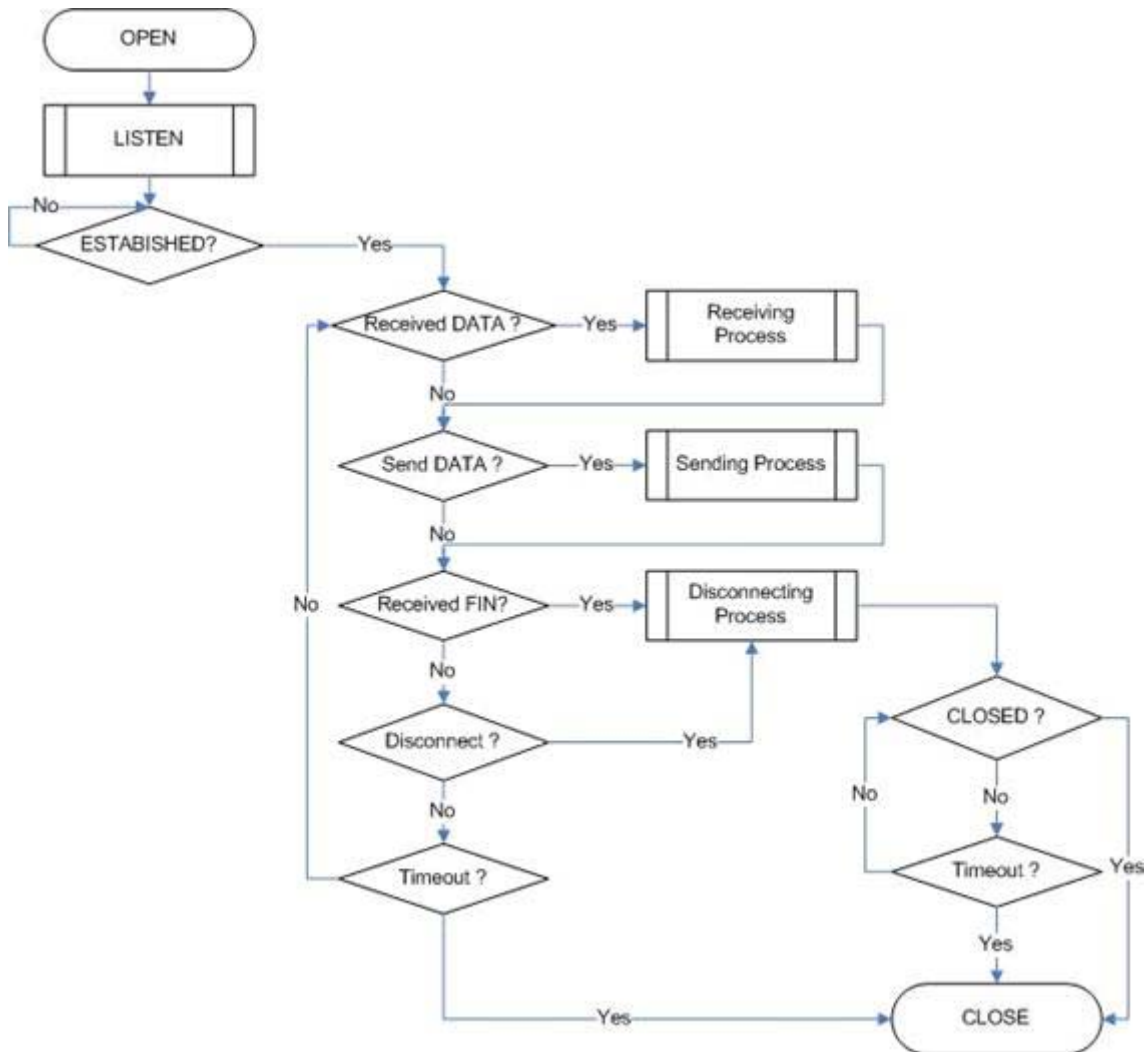 OPEN
LISTEN
No
ESTABISHED?
Yes
Received DATA ?
Yes
Receiving
Process
No
Send DATA ?
Yes
Sending Process
No
Received FIN?
Yes
Disconnecting
Process
No
No
Disconnect ?
Yes
CLOSED ?
No
No
No
Timeout ?
Timeout ?
Yes
Yes
Yes
CLOSE